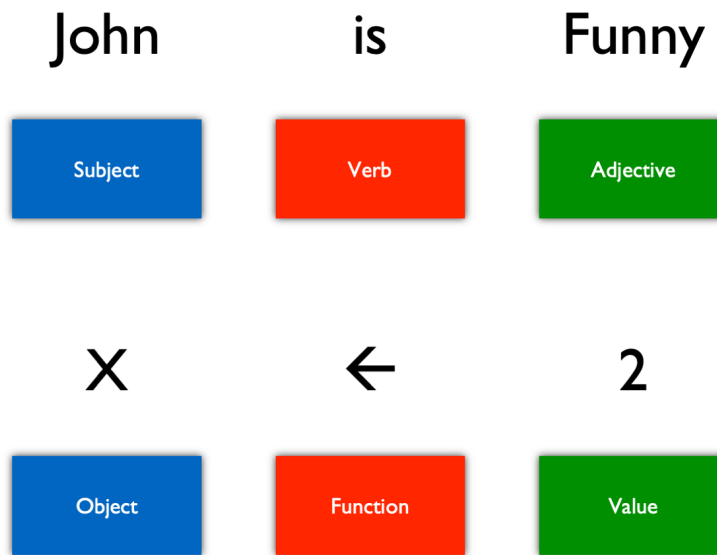 John is Funny
Subject Verb Adjective
X ← 2
Object Function Value